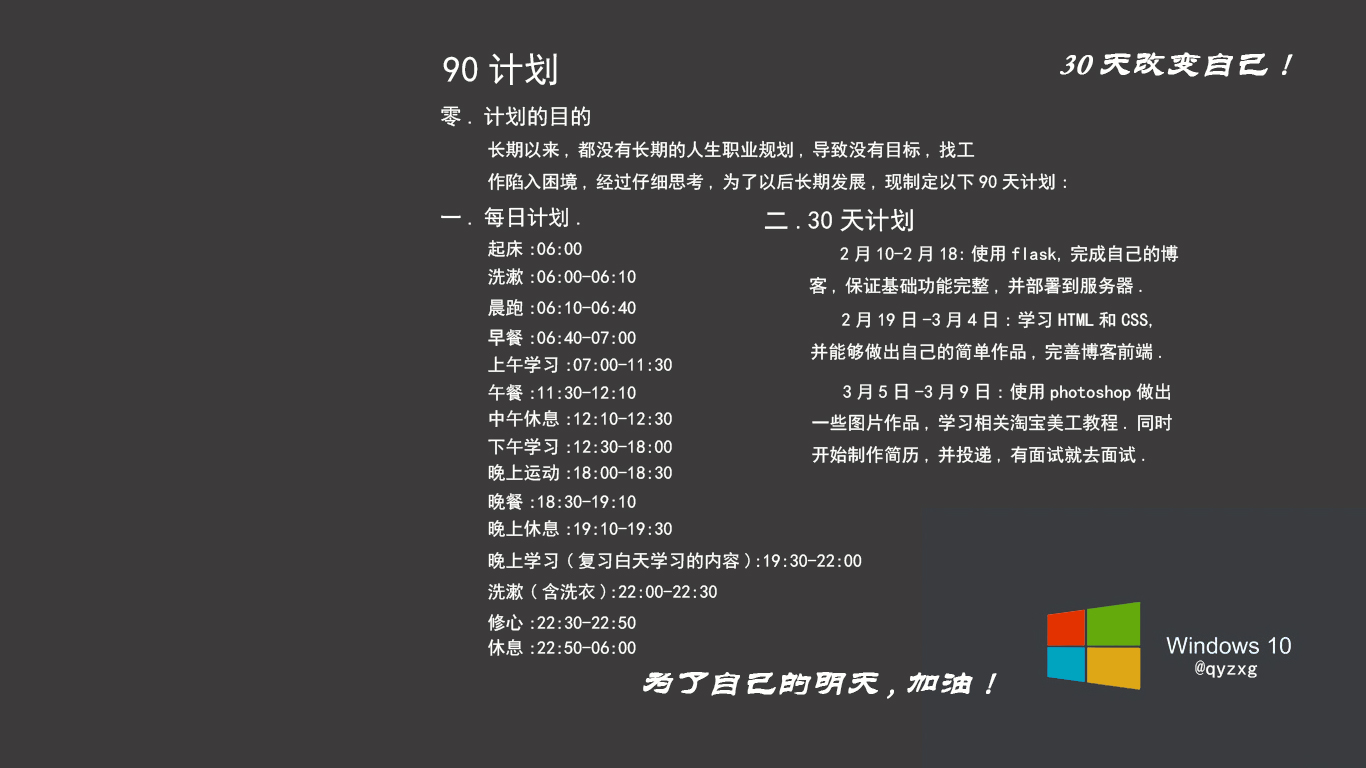 90 计划
30 天改变自己！
零. 计划的目的
长期以来, 都没有长期的人生职业规划, 导致没有目标, 找工
作陷入困境, 经过仔细思考, 为了以后长期发展, 现制定以下 90 天计划:
一. 每日计划.
起床 :06:00
洗漱 :06:00-06:10
晨跑 :06:10-06:40
早餐 :06:40-07:00
上午学习 :07:00-11:30
午餐 :11:30-12:10
中午休息 :12:10-12:30
下午学习 :12:30-18:00
晚上运动 :18:00-18:30
晚餐 :18:30-19:10
晚上休息 :19:10-19:30
晚上学习 ( 复习白天学习的内容 ):19:30-22:00
洗漱 ( 含洗衣 ):22:00-22:30
修心 :22:30-22:50
休息 :22:50-06:00
二. 30 天计划
2 月 10-2 月 18: 使用 flask, 完成自己的博
客, 保证基础功能完整, 并部署到服务器.
2 月 19 日 -3 月 4 日 : 学习 HTML 和 CSS,
并能够做出自己的简单作品, 完善博客前端.
3 月 5 日 -3 月 9 日 : 使用 photoshop 做出
一些图片作品, 学习相关淘宝美工教程. 同时
开始制作简历, 并投递, 有面试就去面试.
为了自己的明天, 加油！
Windows 10
@qyzxg